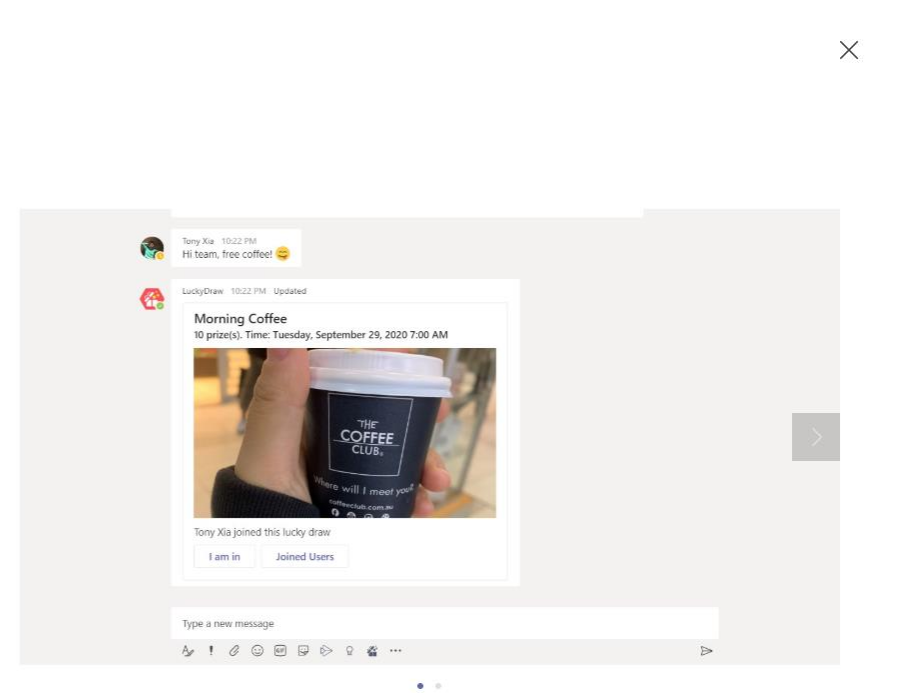 Tony Xia 10:22 PM
Hi team, free coffee!
LuckyDraw 10:22 PM Updated
Morning Coffee
10 prize(s). Time: Tuesday, September 29, 2020 7:00 AM
THE
COFFEE
CLUB®
Where will I meet you?
coffeeclub.com.au
Tony Xia joined this lucky draw
I am in Joined Users
Type a new message
GIF